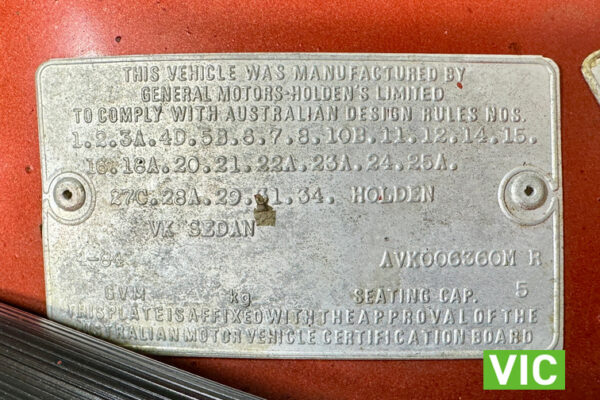 THIS VEHICLE WAS MANUFACTURED BY
GENERAL MOTORS-HOLDEN'S LIMITED
TO COMPLY WITH AUSTRALIAN DESIGN RULES NOS.
1.2.3A.4D.5B.6.7.8.10B.11.12.14.15.
16.18A.20.21.22A.23A.24.25A.
27C.28A.29.31.34. HOLDEN
VK SEDAN
-84 AVK006360M R
GVM kg SEATING CAP. 5
THIS PLATE IS AFFIXED WITH THE APPROVAL OF THE
AUSTRALIAN MOTOR VEHICLE CERTIFICATION BOARD
VIC